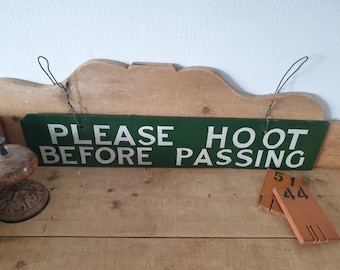 PLEASE HOOT
BEFORE PASSING
51
44